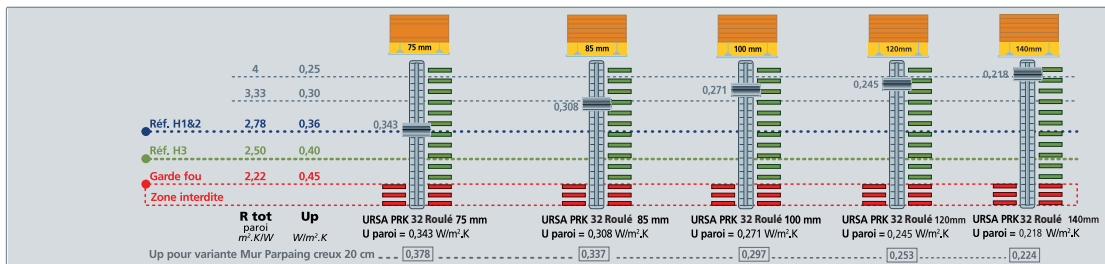 75 mm 85 mm 100 mm 120mm 140mm
4 0,25
0,218
0,245
0,271
3,33 0,30
0,308
Réf. H1&2 2,78 0,36
0,343
Réf. H3 2,50 0,40
Garde fou 2,22 0,45
Zone interdite
R tot Up
paroi
m².K/W W/m².K
URSA PRK 32 Roulé 75 mm
U paroi = 0,343 W/m².K
URSA PRK 32 Roulé 85 mm
U paroi = 0,308 W/m².K
URSA PRK 32 Roulé 100 mm
U paroi = 0,271 W/m².K
URSA PRK 32 Roulé 120mm
U paroi = 0,245 W/m².K
URSA PRK 32 Roulé 140mm
U paroi = 0,218 W/m².K
Up pour variante Mur Parpaing creux 20 cm 0,378 0,337 0,297 0,253 0,224